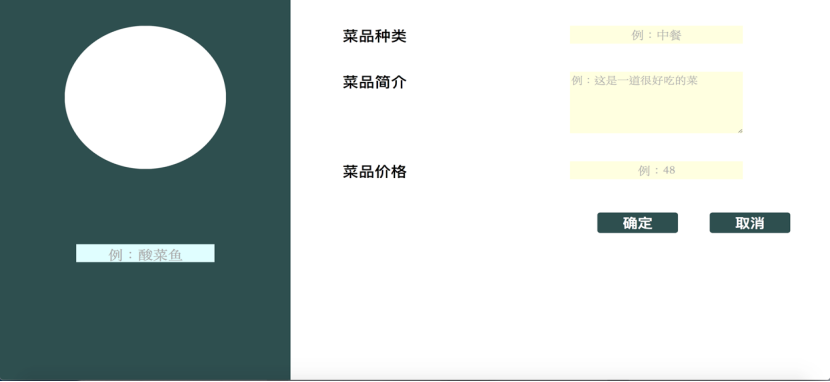 例：酸菜鱼
菜品种类
例：中餐
菜品简介
例：这是一道很好吃的菜
菜品价格
例：48
确定
取消